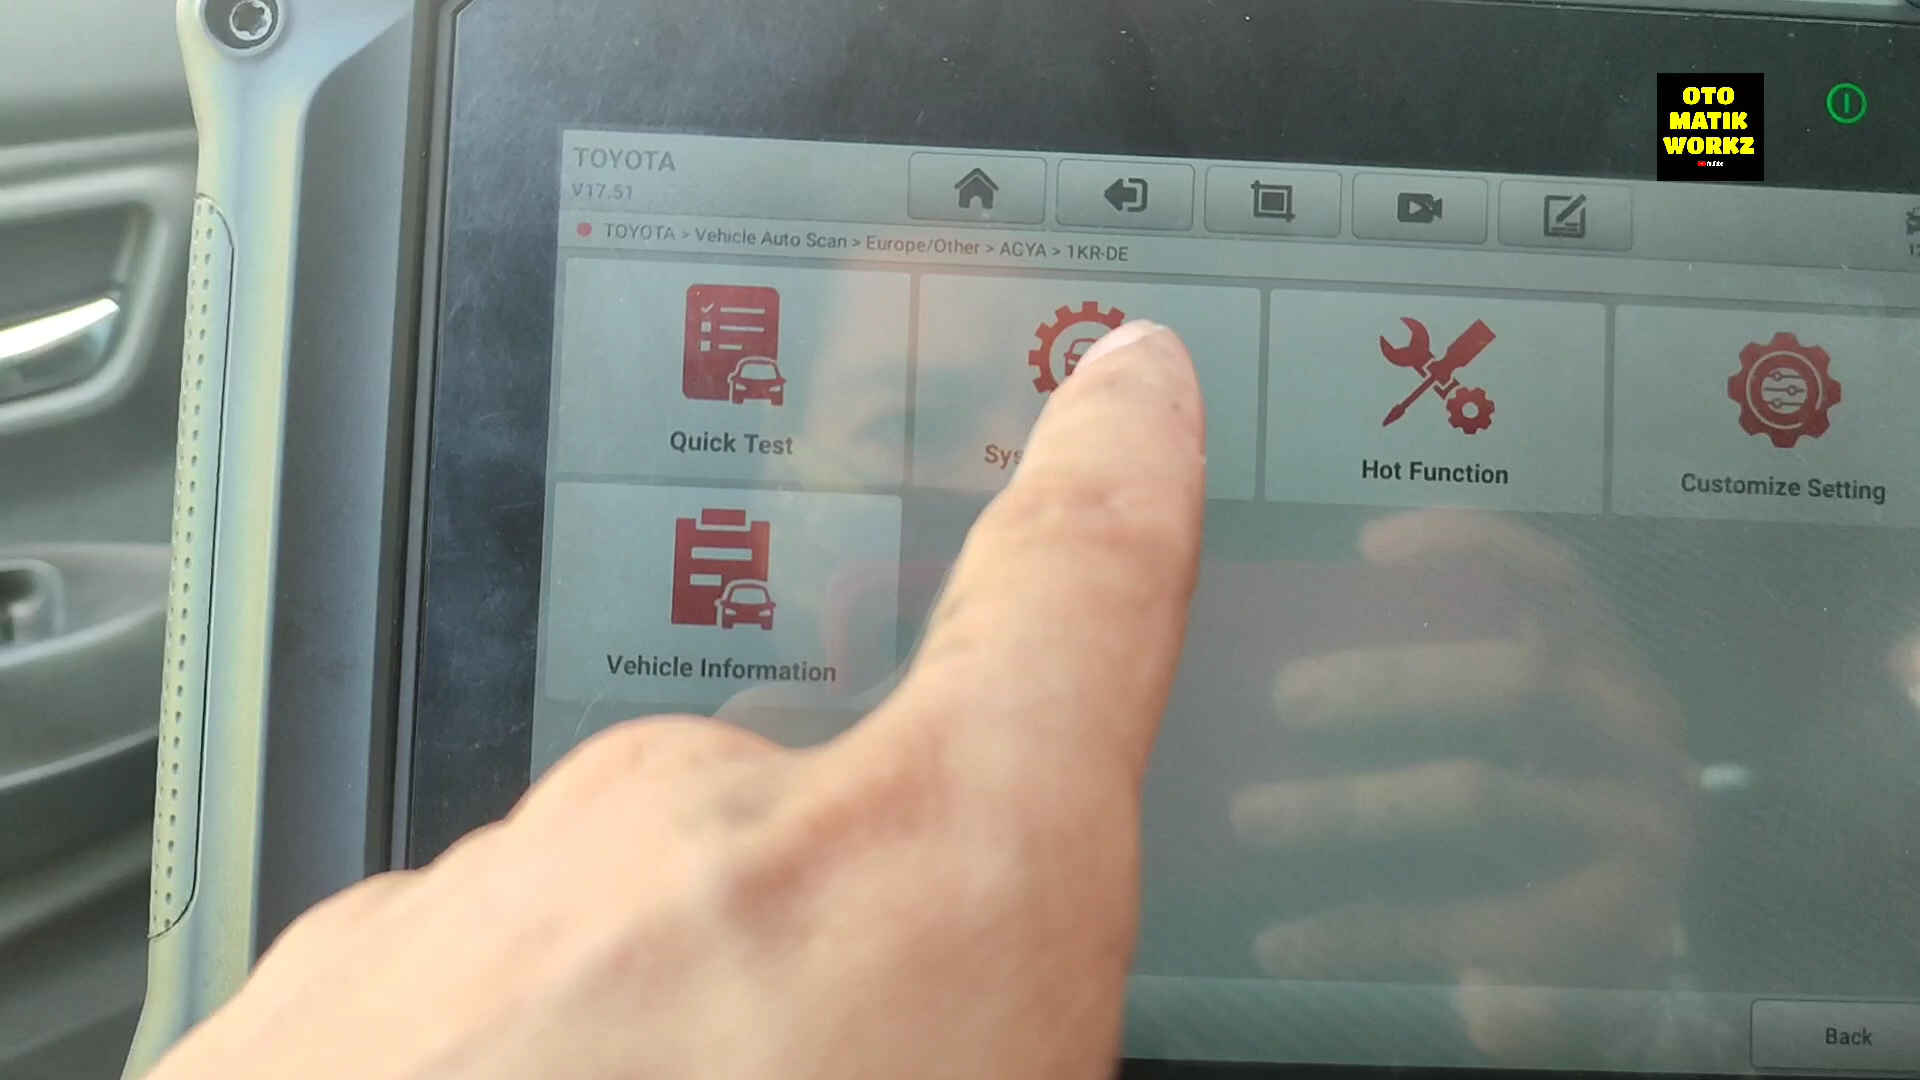 OTO
MATIK
WORKZ
TOYOTA
V17.51
TOYOTA > Vehicle Auto Scan > Europe/Other > AGYA > 1KR-DE
Quick Test
Hot Function
Customize Setting
Vehicle Information
Back